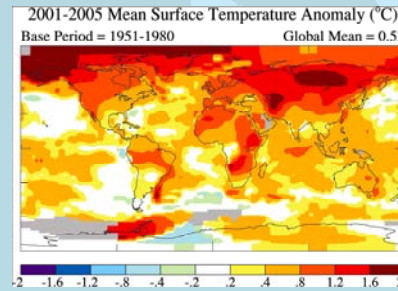 2001-2005 Mean Surface Temperature Anomaly (°C)
Base Period = 1951-1980 Global Mean = 0.5
-2 -1.6 -1.2 -.8 -.4 -.2 .2 .4 .8 1.2 1.6 2